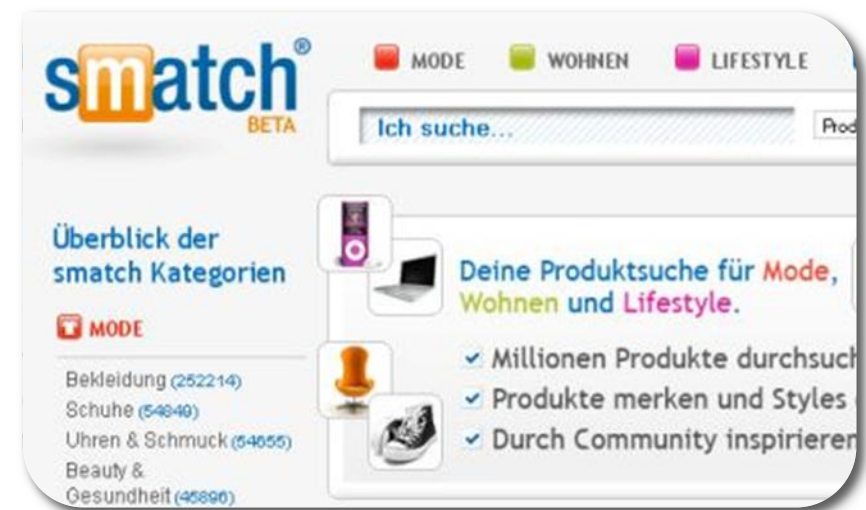 smatch®
BETA
MODE WOHNEN LIFESTYLE
Ich suche...
Prod
Überblick der
smatch Kategorien
MODE
Bekleidung (252214)
Schuhe (54849)
Uhren & Schmuck (54655)
Beauty &
Gesundheit (46896)
Deine Produktsuche für Mode,
Wohnen und Lifestyle.
Millionen Produkte durchsuch
Produkte merken und Styles
Durch Community inspirieren